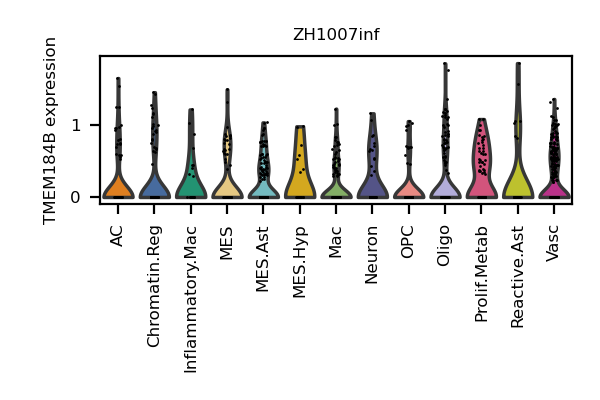 ZH1007inf
TMEM184B expression
1
0
AC
Chromatin.Reg
Inflammatory.Mac
MES
MES.Ast
MES.Hyp
Mac
Neuron
OPC
Oligo
Prolif.Metab
Reactive.Ast
Vasc